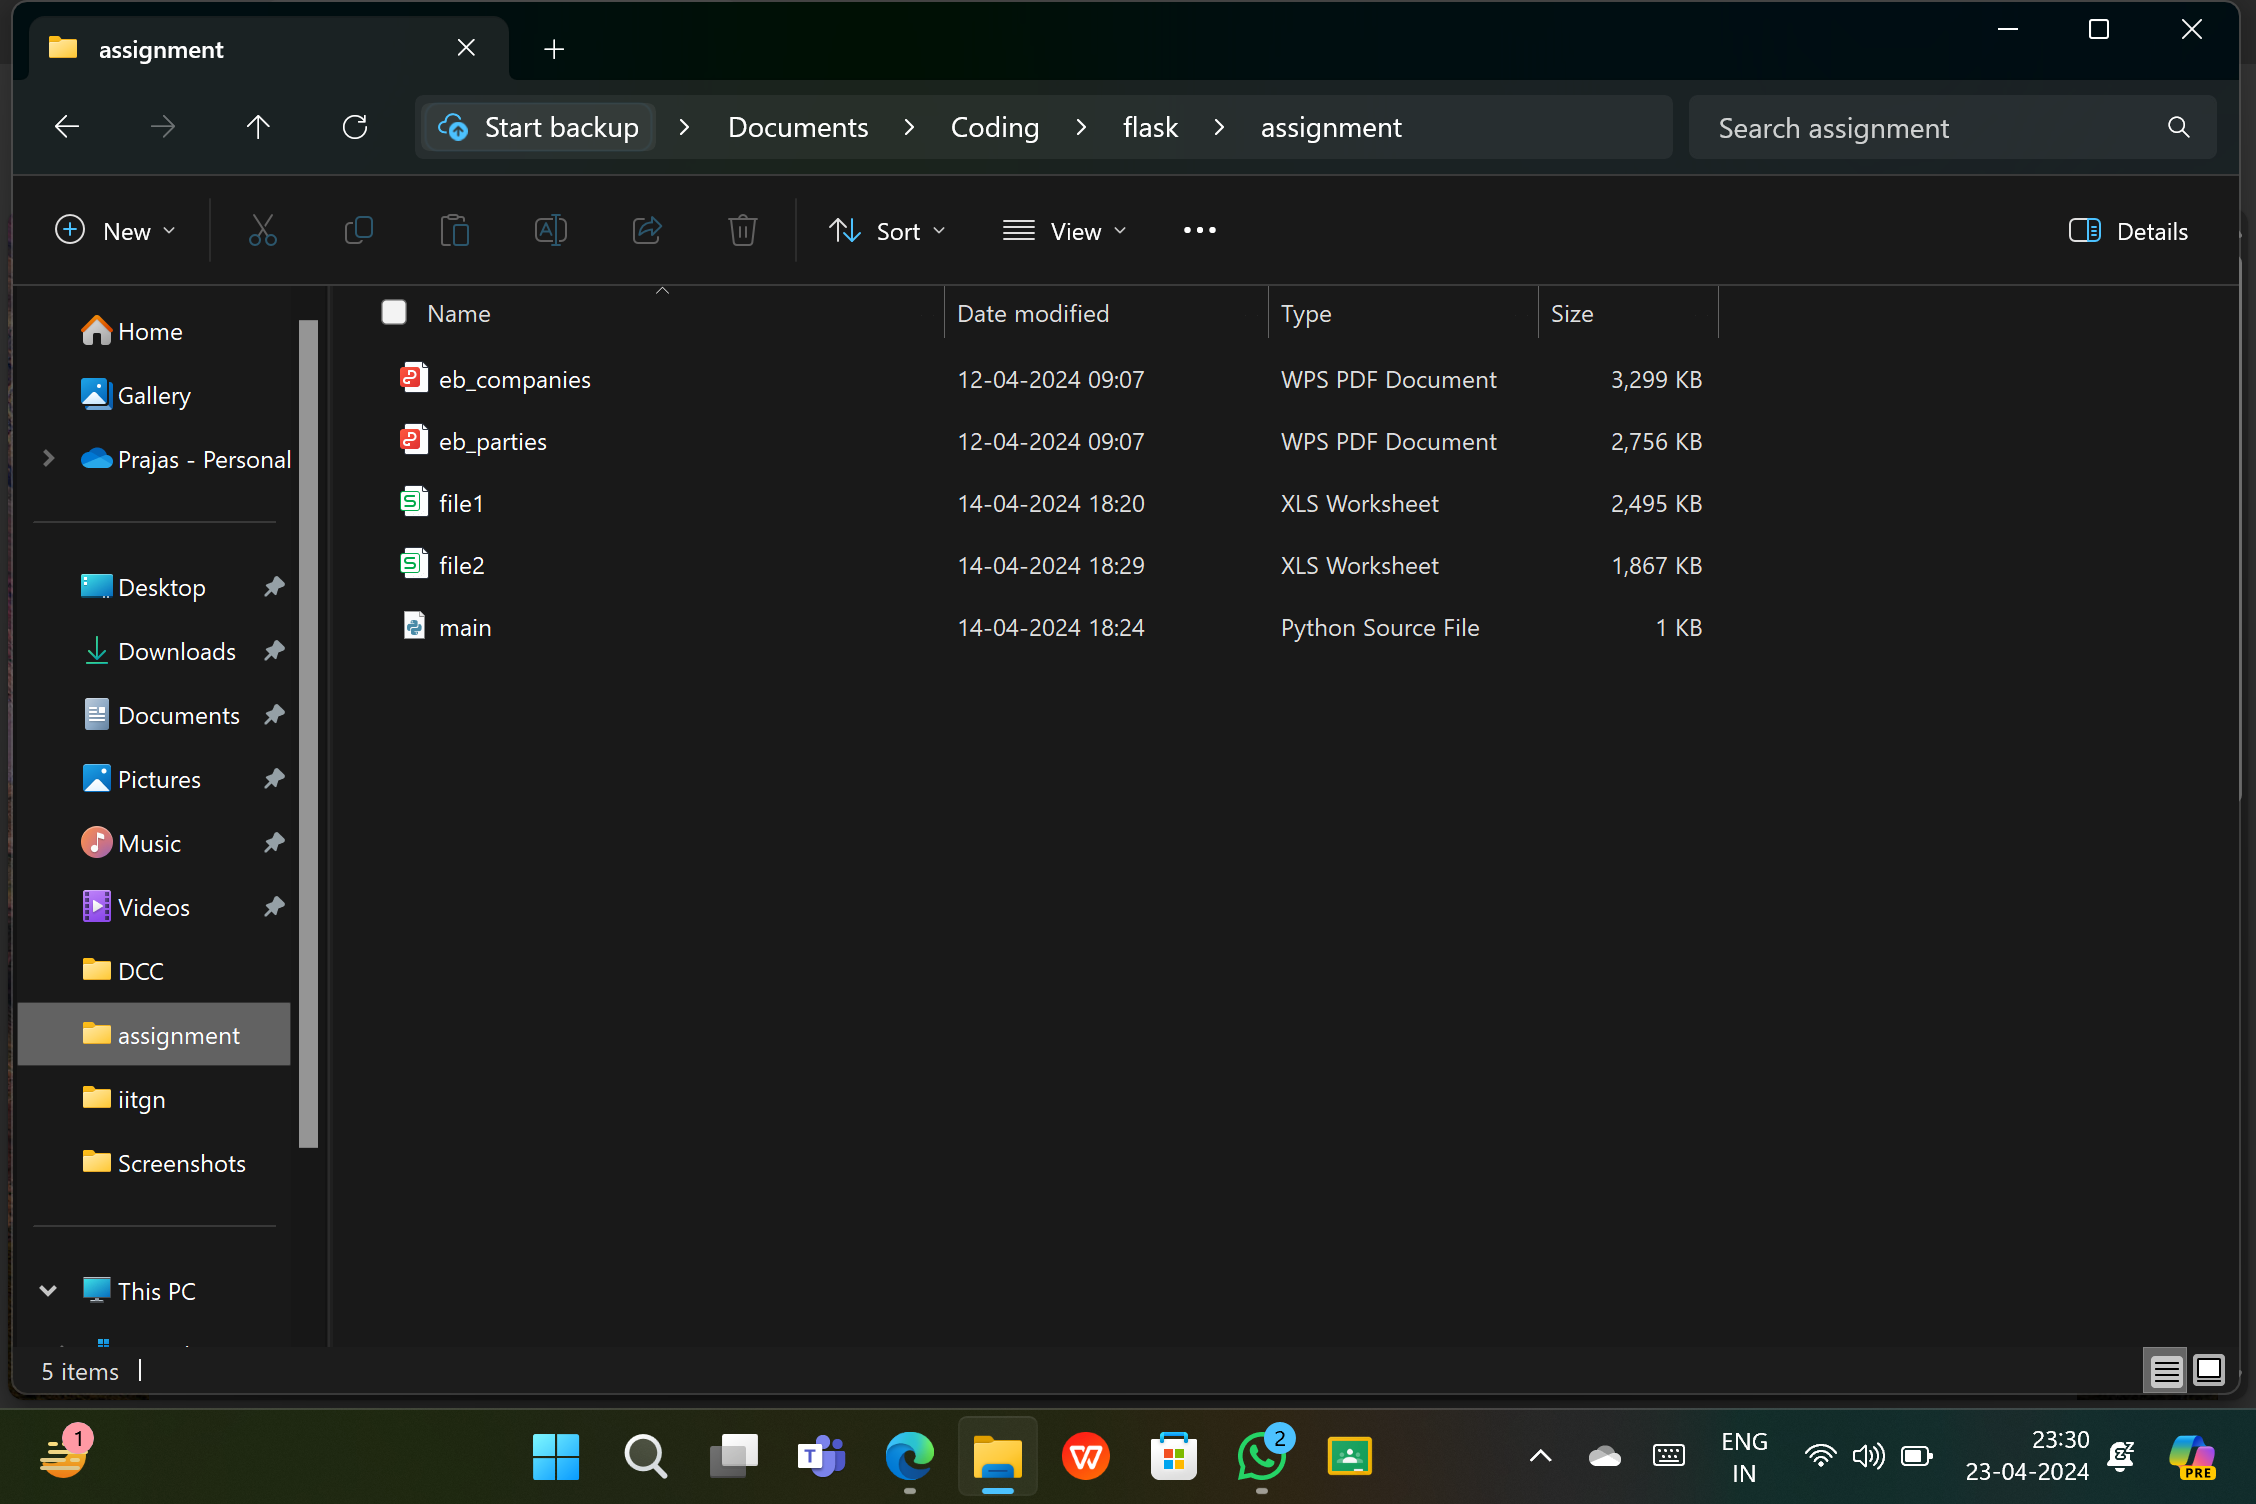 assignment
Start backup > Documents > Coding > flask > assignment
Search assignment
New
Sort
View
Details
Name Date modified Type Size
eb_companies 12-04-2024 09:07 WPS PDF Document 3,299 KB
eb_parties 12-04-2024 09:07 WPS PDF Document 2,756 KB
file1 14-04-2024 18:20 XLS Worksheet 2,495 KB
file2 14-04-2024 18:29 XLS Worksheet 1,867 KB
main 14-04-2024 18:24 Python Source File 1 KB
Home
Gallery
Prajas - Personal
Desktop
Downloads
Documents
Pictures
Music
Videos
DCC
assignment
iitgn
Screenshots
This PC
5 items
1
T
W
2
ENG
IN
23:30
23-04-2024
PRE